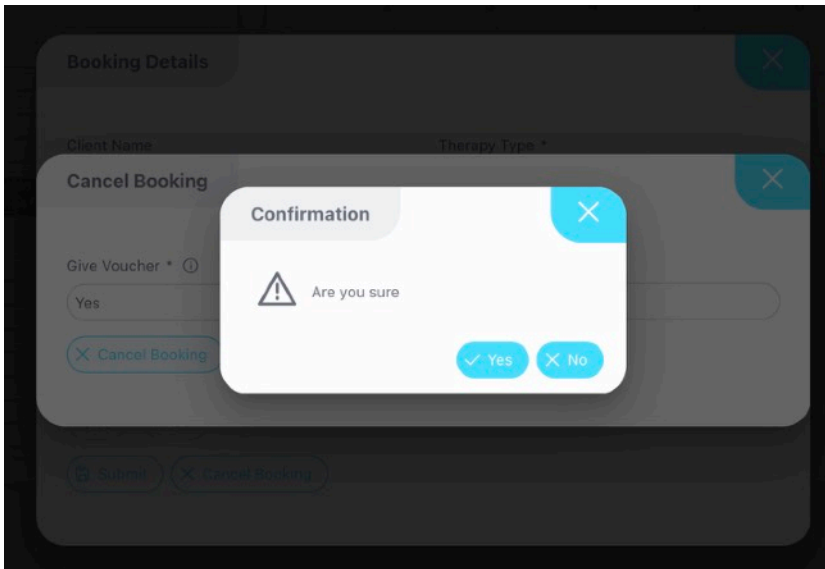 Booking Details
Client Name
Therapy Type *
Cancel Booking
Confirmation
Give Voucher *
Are you sure
Yes
Cancel Booking
Yes
No
Submit
Cancel Booking